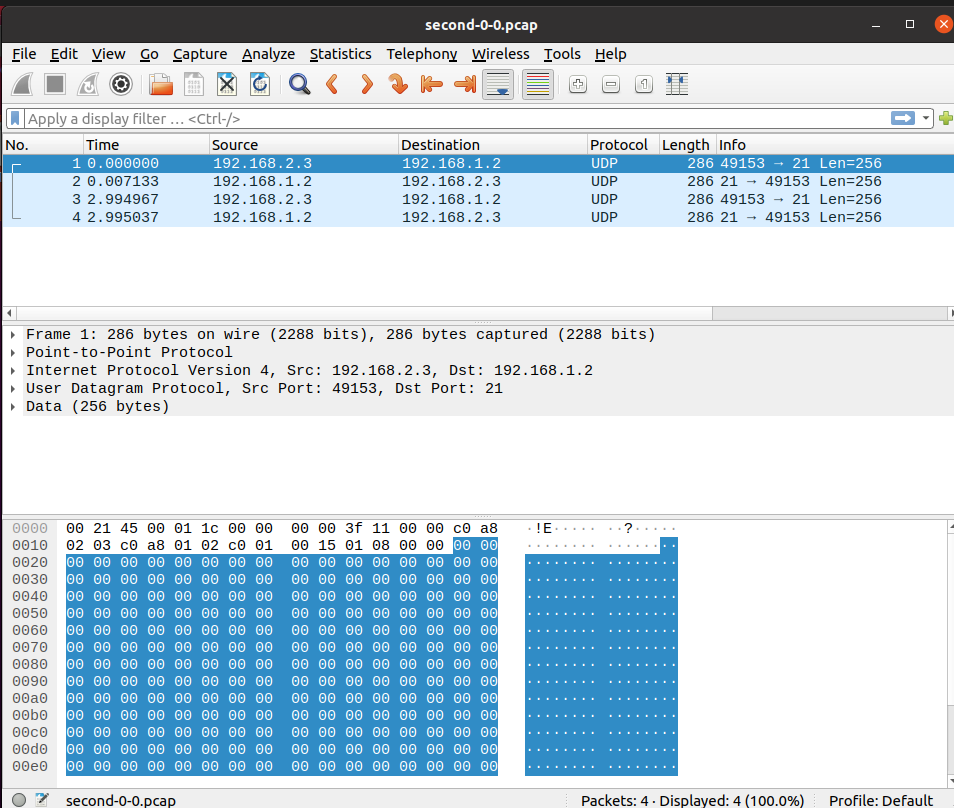 second-0-0.pcap
File Edit View Go Capture Analyze Statistics Telephony Wireless Tools Help
Apply a display filter … <Ctrl-/>
No. Time Source Destination Protocol Length Info
1 0.000000 192.168.2.3 192.168.1.2 UDP 286 49153 → 21 Len=256
2 0.007133 192.168.1.2 192.168.2.3 UDP 286 21 → 49153 Len=256
3 2.994967 192.168.2.3 192.168.1.2 UDP 286 49153 → 21 Len=256
4 2.995037 192.168.1.2 192.168.2.3 UDP 286 21 → 49153 Len=256
Frame 1: 286 bytes on wire (2288 bits), 286 bytes captured (2288 bits)
Point-to-Point Protocol
Internet Protocol Version 4, Src: 192.168.2.3, Dst: 192.168.1.2
User Datagram Protocol, Src Port: 49153, Dst Port: 21
Data (256 bytes)
0000 00 21 45 00 01 1c 00 00 00 00 3f 11 00 00 c0 a8 ·!E····· ··?·····
0010 02 03 c0 a8 01 02 c0 01 00 15 01 08 00 00 00 00 ········ ········
0020 00 00 00 00 00 00 00 00 00 00 00 00 00 00 00 00 ········ ········
0030 00 00 00 00 00 00 00 00 00 00 00 00 00 00 00 00 ········ ········
0040 00 00 00 00 00 00 00 00 00 00 00 00 00 00 00 00 ········ ········
0050 00 00 00 00 00 00 00 00 00 00 00 00 00 00 00 00 ········ ········
0060 00 00 00 00 00 00 00 00 00 00 00 00 00 00 00 00 ········ ········
0070 00 00 00 00 00 00 00 00 00 00 00 00 00 00 00 00 ········ ········
0080 00 00 00 00 00 00 00 00 00 00 00 00 00 00 00 00 ········ ········
0090 00 00 00 00 00 00 00 00 00 00 00 00 00 00 00 00 ········ ········
00a0 00 00 00 00 00 00 00 00 00 00 00 00 00 00 00 00 ········ ········
00b0 00 00 00 00 00 00 00 00 00 00 00 00 00 00 00 00 ········ ········
00c0 00 00 00 00 00 00 00 00 00 00 00 00 00 00 00 00 ········ ········
00d0 00 00 00 00 00 00 00 00 00 00 00 00 00 00 00 00 ········ ········
00e0 00 00 00 00 00 00 00 00 00 00 00 00 00 00 00 00 ········ ········
second-0-0.pcap Packets: 4 · Displayed: 4 (100.0%) Profile: Default